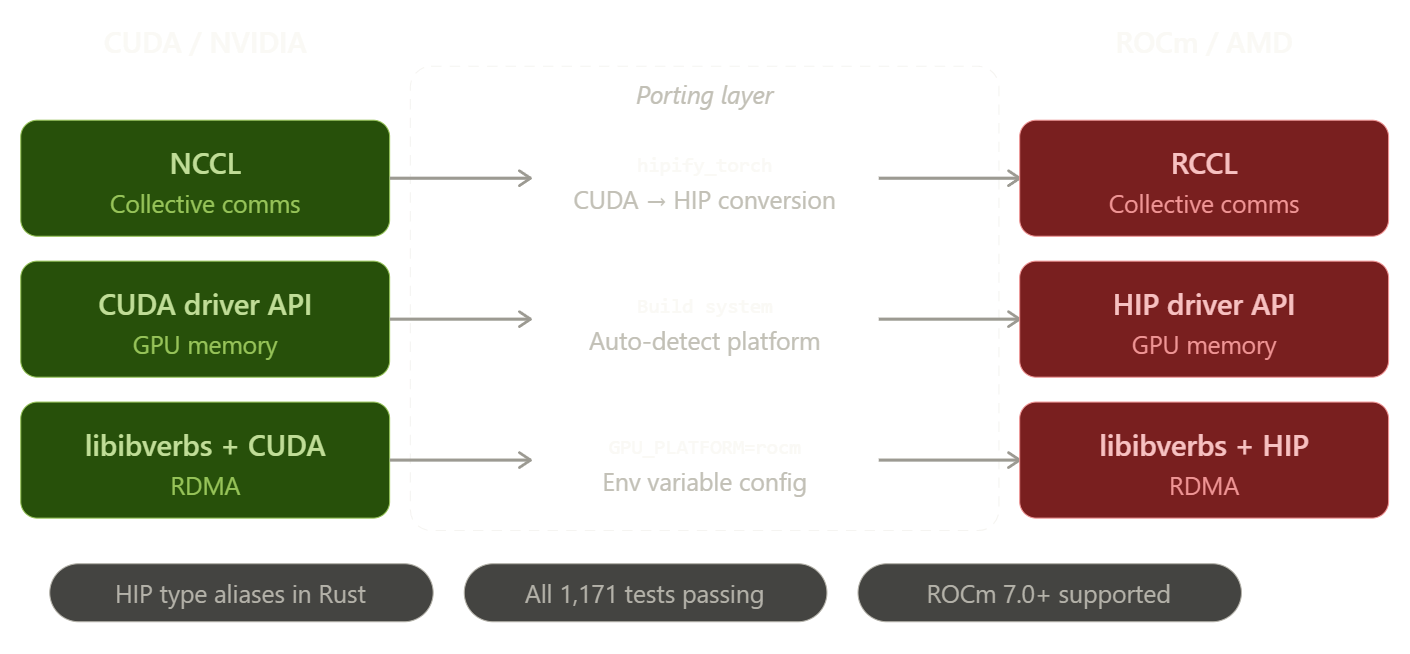 CUDA / NVIDIA
ROCm / AMD
Porting layer
NCCL
Collective comms
hipify_torch
CUDA → HIP conversion
RCCL
Collective comms
CUDA driver API
GPU memory
Build system
Auto-detect platform
HIP driver API
GPU memory
libibverbs + CUDA
RDMA
GPU_PLATFORM=rocm
Env variable config
libibverbs + HIP
RDMA
HIP type aliases in Rust
All 1,171 tests passing
ROCm 7.0+ supported